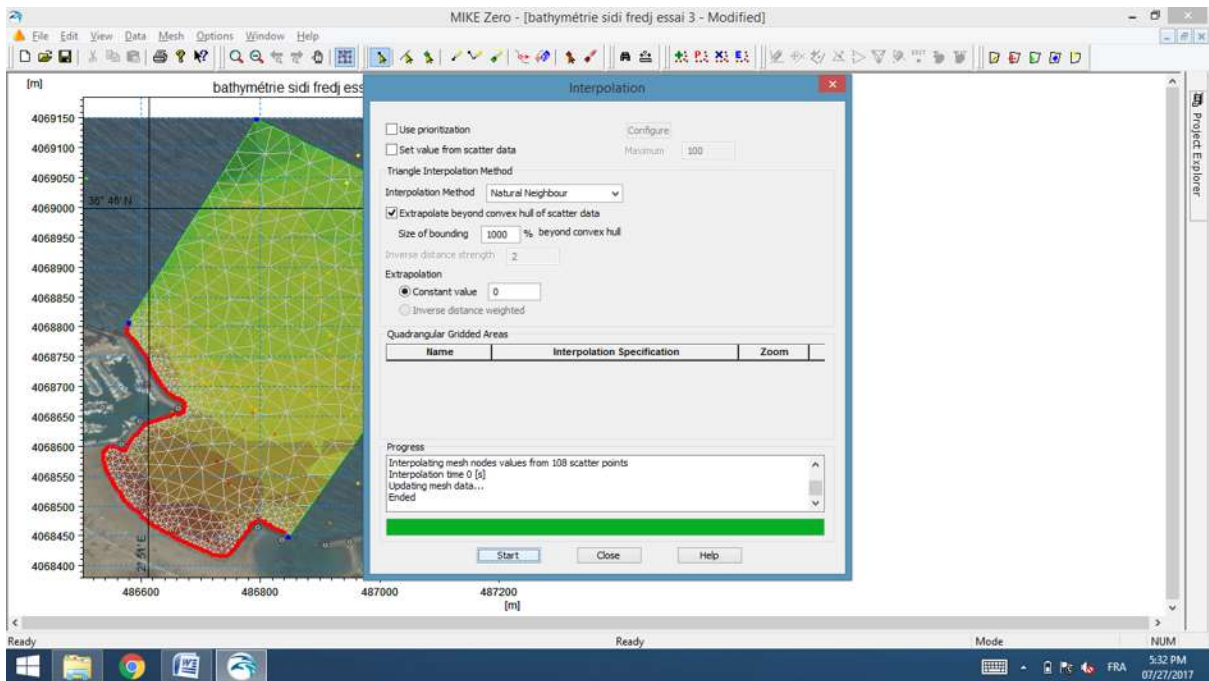 MIKE Zero - [bathymétrie sidi fredj essai 3 - Modified]
File Edit View Data Mesh Options Window Help
[m]
bathymétrie sidi fredj ess
4069150
4069100
4069050
4069000
4068950
4068900
4068850
4068800
4068750
4068700
4068650
4068600
4068550
4068500
4068450
4068400
36° 46' N
2° 51' E
486600 486800 487000 487200
[m]
Interpolation
Use prioritization Configure
Set value from scatter data Maximum 100
Triangle Interpolation Method
Interpolation Method Natural Neighbour
Extrapolate beyond convex hull of scatter data
Size of bounding 1000 % beyond convex hull
Inverse distance strength 2
Extrapolation
Constant value 0
Inverse distance weighted
Quadrangular Gridded Areas
Name Interpolation Specification Zoom
Progress
Interpolating mesh nodes values from 108 scatter points
Interpolation time 0 [s]
Updating mesh data...
Ended
Start Close Help
Project Explorer
Ready Ready Mode NUM
FRA 5:32 PM
07/27/2017